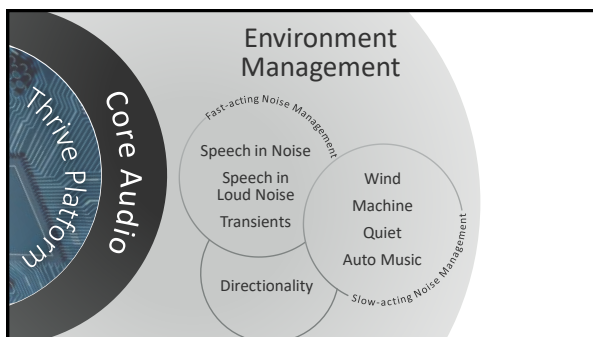 Environment
Management
Thrive Platform
Core Audio
Fast-acting Noise Management
Speech in Noise
Speech in
Loud Noise
Transients
Wind
Machine
Quiet
Auto Music
Slow-acting Noise Management
Directionality